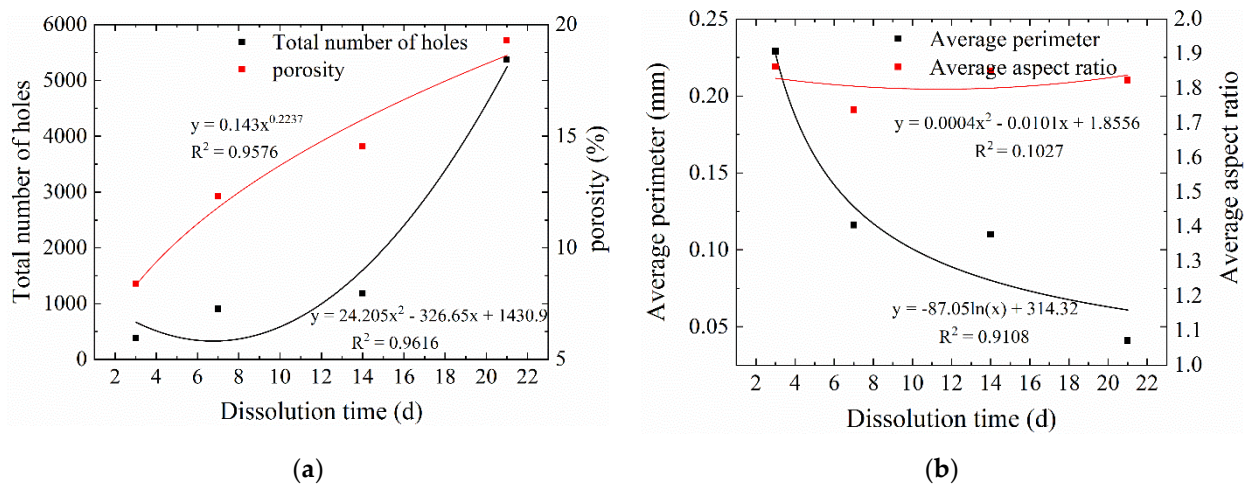 6000
5000
4000
3000
2000
1000
0
Total number of holes
20
15
10
5
porosity (%)
Total number of holes
porosity
y = 0.143x^0.2237
R² = 0.9576
y = 24.205x² - 326.65x + 1430.9
R² = 0.9616
2 4 6 8 10 12 14 16 18 20 22
Dissolution time (d)
(a)
0.25
0.20
0.15
0.10
0.05
Average perimeter (mm)
2.0
1.9
1.8
1.7
1.6
1.5
1.4
1.3
1.2
1.1
1.0
Average aspect ratio
Average perimeter
Average aspect ratio
y = 0.0004x² - 0.0101x + 1.8556
R² = 0.1027
y = -87.05ln(x) + 314.32
R² = 0.9108
2 4 6 8 10 12 14 16 18 20 22
Dissolution time (d)
(b)